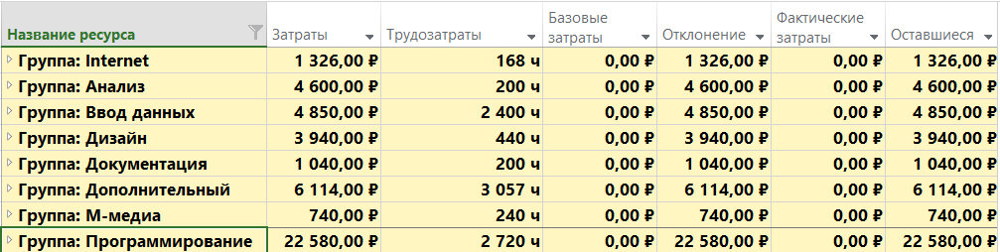 Название ресурса Затраты Трудозатраты Базовые затраты Отклонение Фактические затраты Оставшиеся
Группа: Internet 1 326,00 ₽ 168 ч 0,00 ₽ 1 326,00 ₽ 0,00 ₽ 1 326,00 ₽
Группа: Анализ 4 600,00 ₽ 200 ч 0,00 ₽ 4 600,00 ₽ 0,00 ₽ 4 600,00 ₽
Группа: Ввод данных 4 850,00 ₽ 2 400 ч 0,00 ₽ 4 850,00 ₽ 0,00 ₽ 4 850,00 ₽
Группа: Дизайн 3 940,00 ₽ 440 ч 0,00 ₽ 3 940,00 ₽ 0,00 ₽ 3 940,00 ₽
Группа: Документация 1 040,00 ₽ 200 ч 0,00 ₽ 1 040,00 ₽ 0,00 ₽ 1 040,00 ₽
Группа: Дополнительный 6 114,00 ₽ 3 057 ч 0,00 ₽ 6 114,00 ₽ 0,00 ₽ 6 114,00 ₽
Группа: М-медиа 740,00 ₽ 240 ч 0,00 ₽ 740,00 ₽ 0,00 ₽ 740,00 ₽
Группа: Программирование 22 580,00 ₽ 2 720 ч 0,00 ₽ 22 580,00 ₽ 0,00 ₽ 22 580,00 ₽